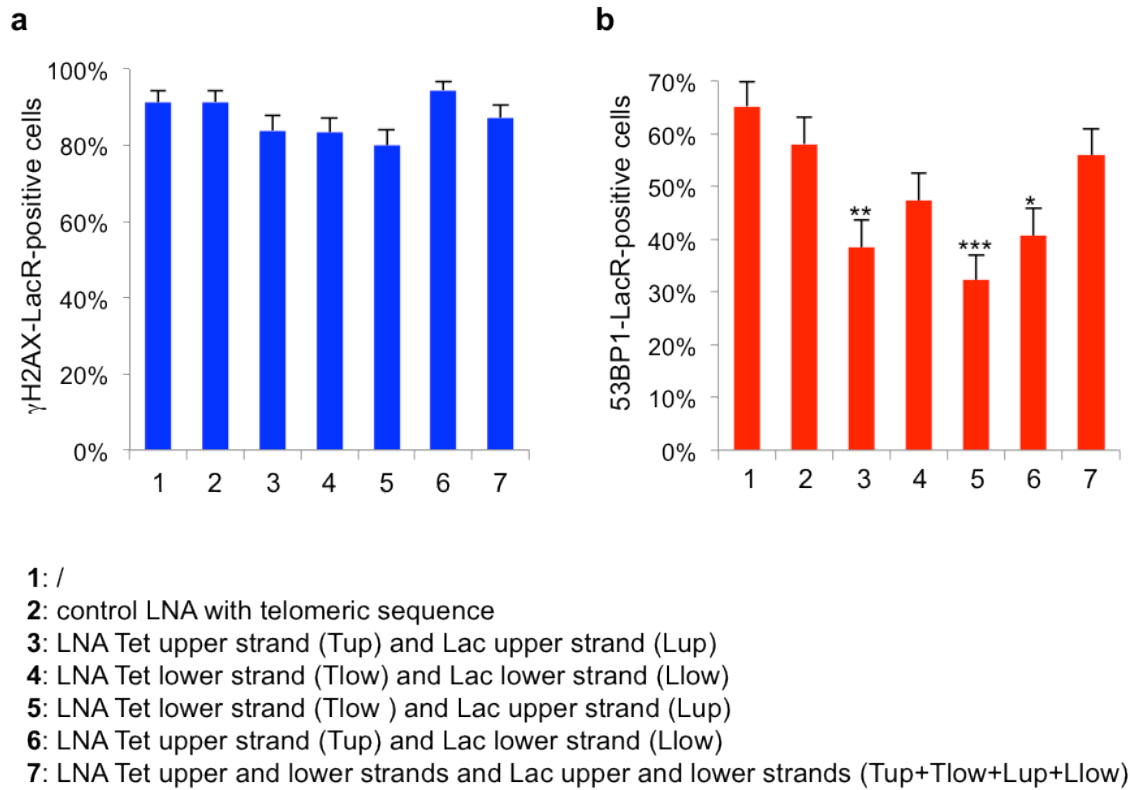 a
b
γH2AX-LacR-positive cells
100%
80%
60%
40%
20%
0%
1 2 3 4 5 6 7
53BP1-LacR-positive cells
70%
60%
50%
40%
30%
20%
10%
0%
**
***
*
1 2 3 4 5 6 7
1: /
2: control LNA with telomeric sequence
3: LNA Tet upper strand (Tup) and Lac upper strand (Lup)
4: LNA Tet lower strand (Tlow) and Lac lower strand (Llow)
5: LNA Tet lower strand (Tlow ) and Lac upper strand (Lup)
6: LNA Tet upper strand (Tup) and Lac lower strand (Llow)
7: LNA Tet upper and lower strands and Lac upper and lower strands (Tup+Tlow+Lup+Llow)